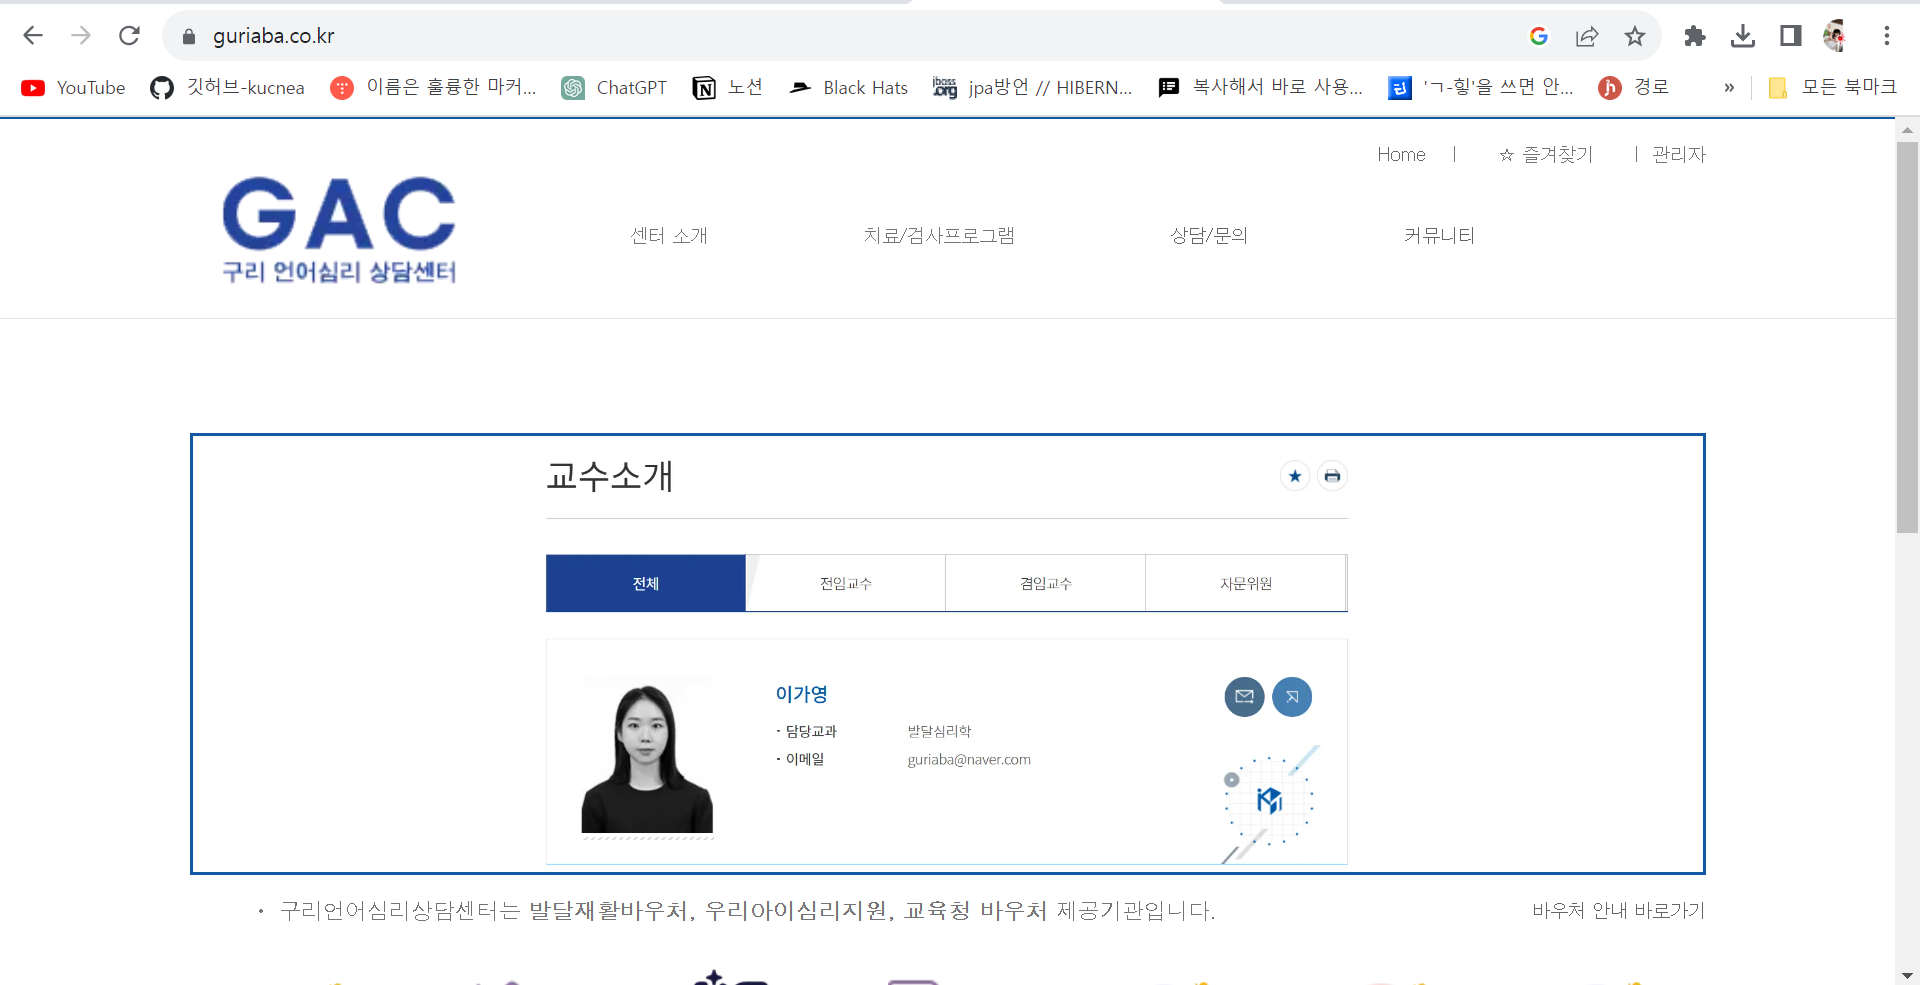 guriaba.co.kr
YouTube 깃허브-kucnea 이름은 훌륭한 마커... ChatGPT 노션 Black Hats jpa방언 // HIBERN... 복사해서 바로 사용... 'ㄱ-힣'을 쓰면 안... 경로 » 모든 북마크
Home | ☆ 즐겨찾기 | 관리자
GAC
구리 언어심리 상담센터
센터 소개 치료/검사프로그램 상담/문의 커뮤니티
교수소개
전체 전임교수 겸임교수 자문위원
이가영
· 담당교과 발달심리학
· 이메일 guriaba@naver.com
• 구리언어심리상담센터는 발달재활바우처, 우리아이심리지원, 교육청 바우처 제공기관입니다. 바우처 안내 바로가기